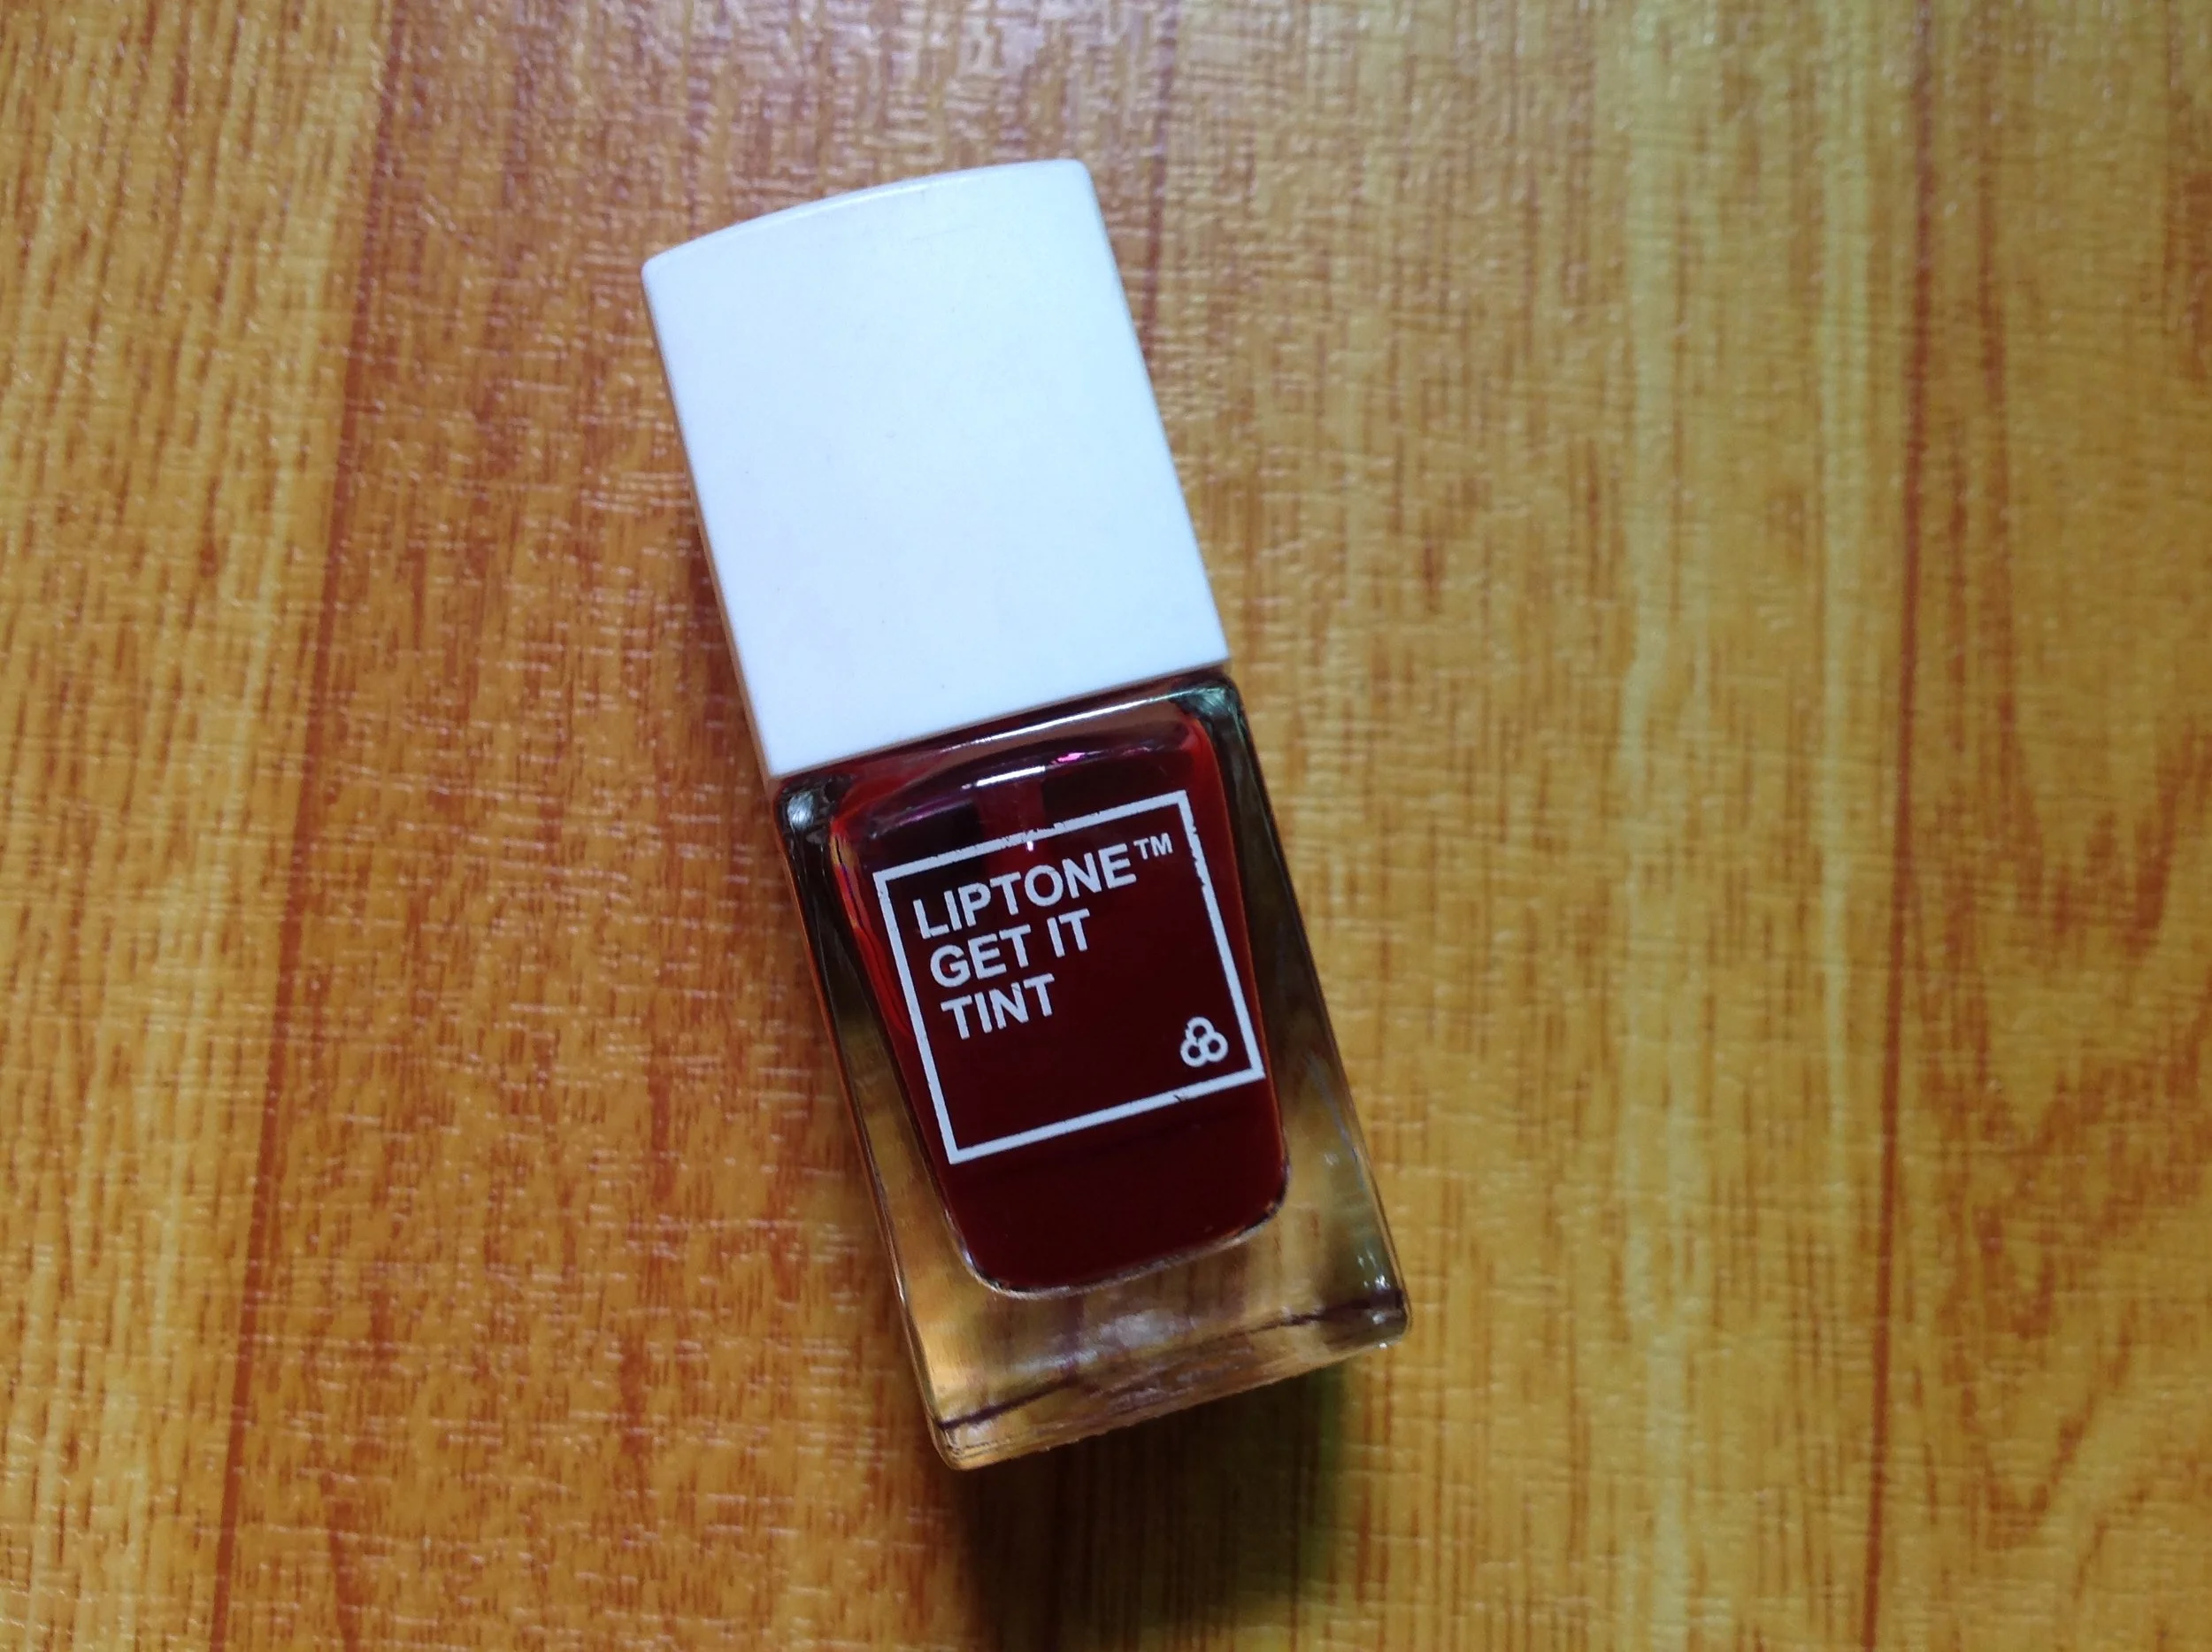 LIPTONE™
GET IT
TINT